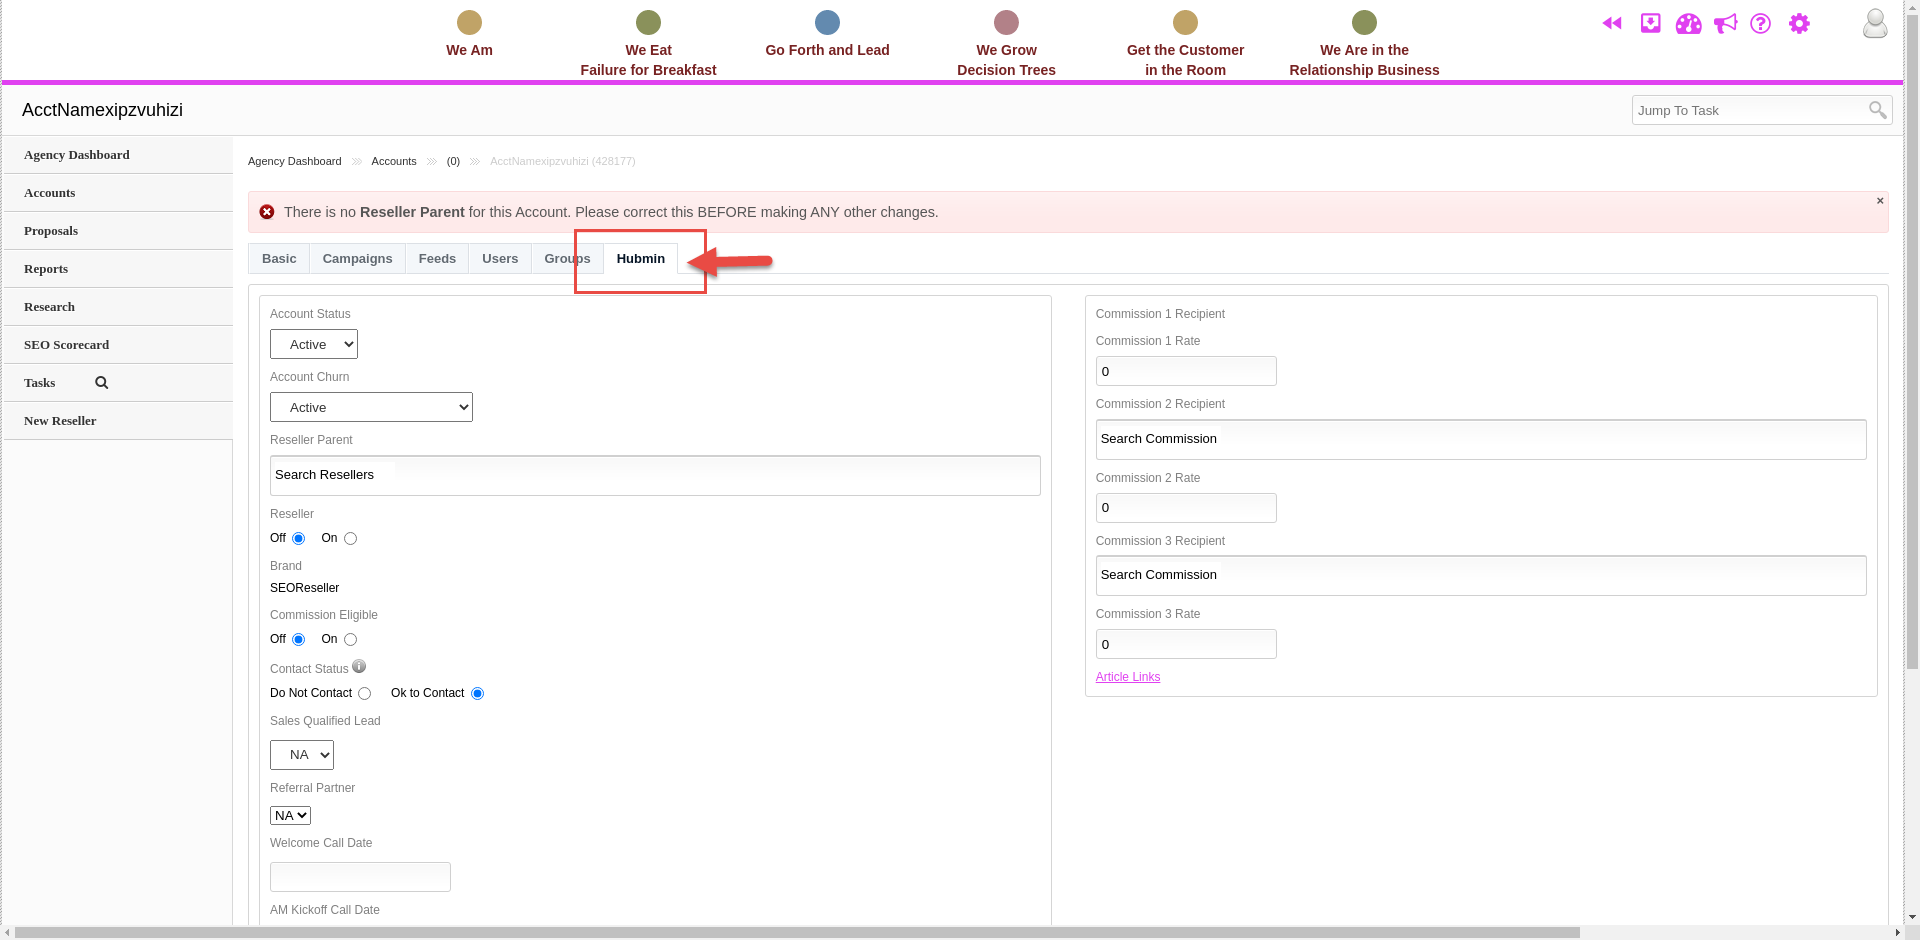 We Am
We Eat
Failure for Breakfast
Go Forth and Lead
We Grow
Decision Trees
Get the Customer
in the Room
We Are in the
Relationship Business
AcctNamexipzvuhizi
Jump To Task
Agency Dashboard
Accounts
Proposals
Reports
Research
SEO Scorecard
Tasks
New Reseller
Agency Dashboard Accounts (0) AcctNamexipzvuhizi (428177)
There is no Reseller Parent for this Account. Please correct this BEFORE making ANY other changes.
×
Basic Campaigns Feeds Users Groups Hubmin
Account Status
Active
Account Churn
Active
Reseller Parent
Search Resellers
Reseller
Off On
Brand
SEOReseller
Commission Eligible
Off On
Contact Status
Do Not Contact Ok to Contact
Sales Qualified Lead
NA
Referral Partner
NA
Welcome Call Date
AM Kickoff Call Date
Commission 1 Recipient
Commission 1 Rate
0
Commission 2 Recipient
Search Commission
Commission 2 Rate
0
Commission 3 Recipient
Search Commission
Commission 3 Rate
0
Article Links